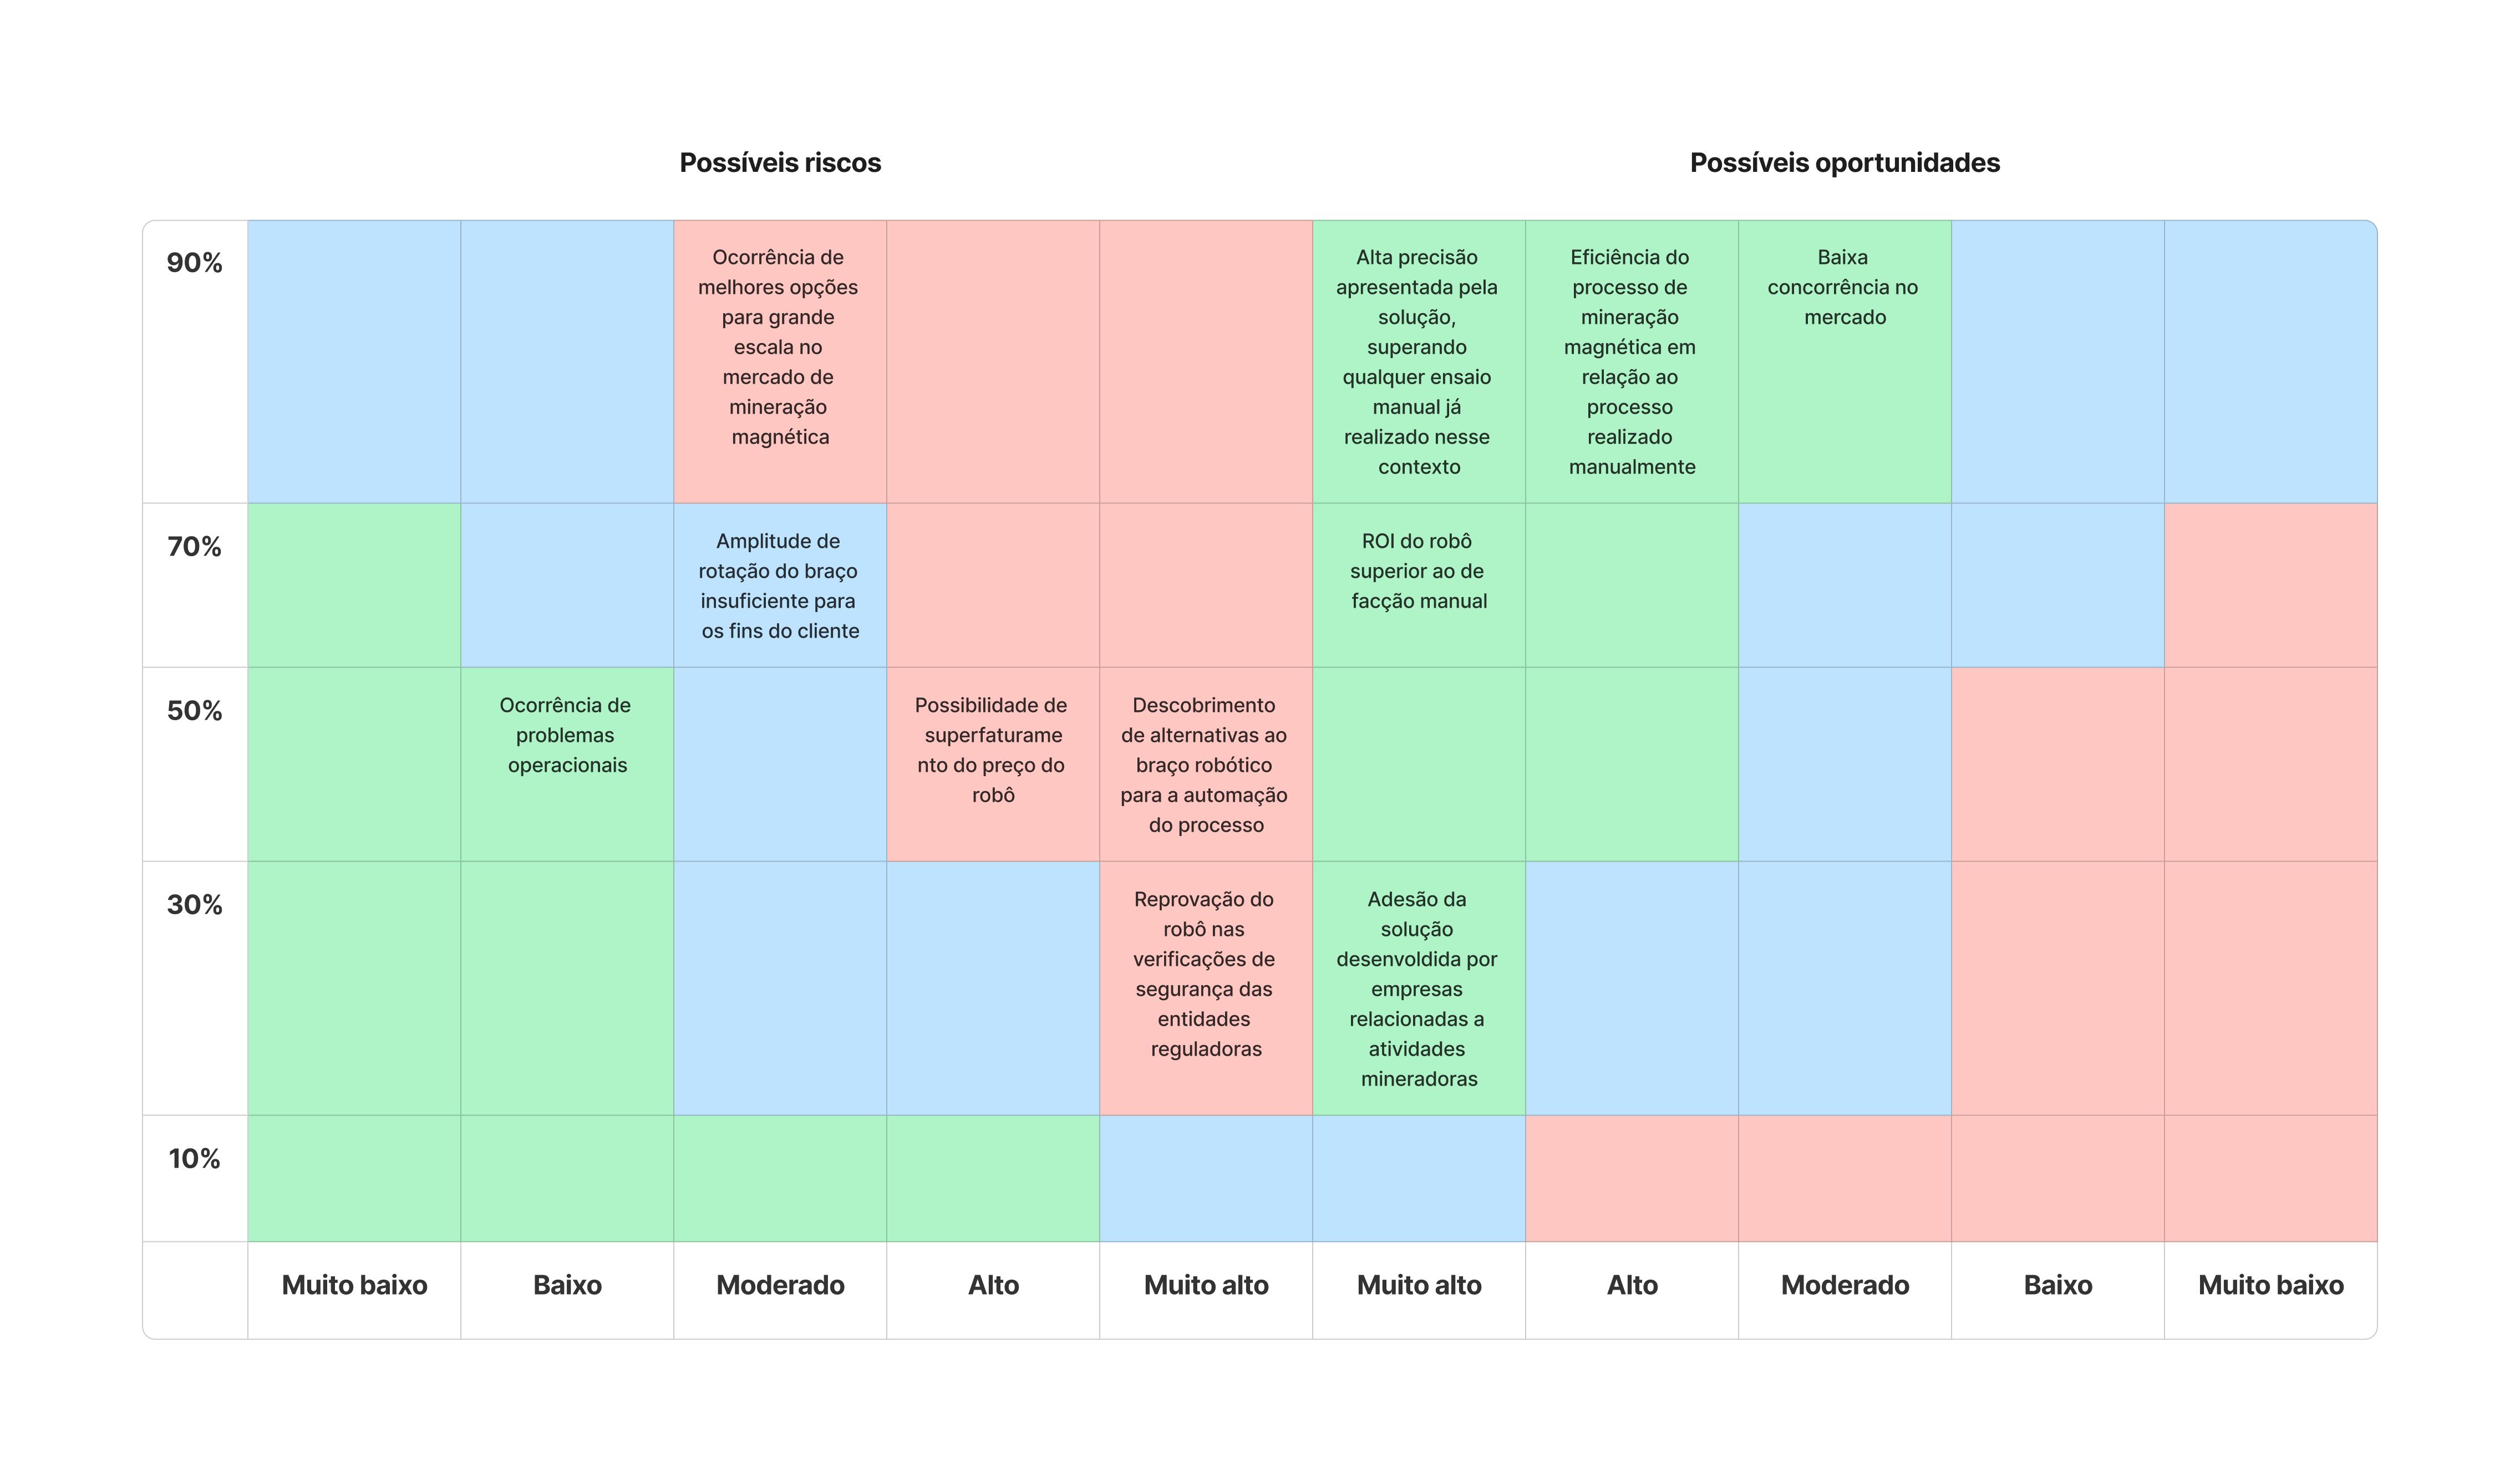 Possíveis riscos
Possíveis oportunidades
90%
Ocorrência de
melhores opções
para grande
escala no
mercado de
mineração
magnética
Alta precisão
apresentada pela
solução,
superando
qualquer ensaio
manual já
realizado nesse
contexto
Eficiência do
processo de
mineração
magnética em
relação ao
processo
realizado
manualmente
Baixa
concorrência no
mercado
70%
Amplitude de
rotação do braço
insuficiente para
os fins do cliente
ROI do robô
superior ao de
facção manual
50%
Ocorrência de
problemas
operacionais
Possibilidade de
superfaturame
nto do preço do
robô
Descobrimento
de alternativas ao
braço robótico
para a automação
do processo
30%
Reprovação do
robô nas
verificações de
segurança das
entidades
reguladoras
Adesão da
solução
desenvoldida por
empresas
relacionadas a
atividades
mineradoras
10%
Muito baixo
Baixo
Moderado
Alto
Muito alto
Muito alto
Alto
Moderado
Baixo
Muito baixo